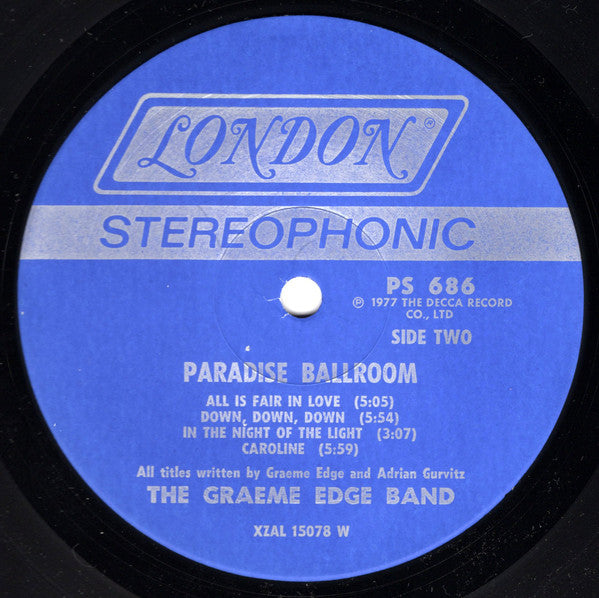 LONDON®
STEREOPHONIC
PS 686
℗ 1977 THE DECCA RECORD
CO., LTD
SIDE TWO
PARADISE BALLROOM
ALL IS FAIR IN LOVE (5:05)
DOWN, DOWN, DOWN (5:54)
IN THE NIGHT OF THE LIGHT (3:07)
CAROLINE (5:59)
All titles written by Graeme Edge and Adrian Gurvitz
THE GRAEME EDGE BAND
XZAL 15078 W